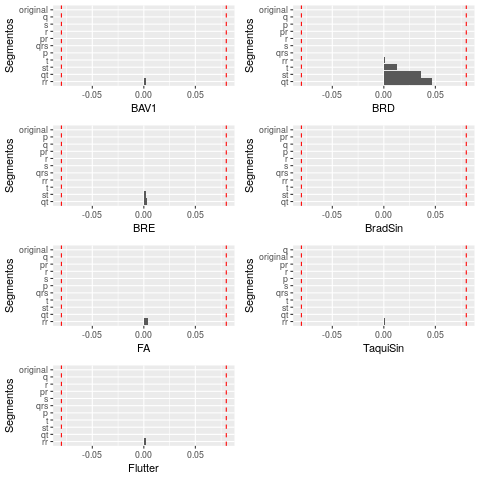 Segmentos
original
q
s
r
pr
qrs
p
t
st
qt
rr
-0.05 0.00 0.05
BAV1
Segmentos
original
q
p
pr
r
s
qrs
rr
t
st
qt
-0.05 0.00 0.05
BRD
Segmentos
original
p
q
pr
r
s
qrs
rr
t
st
qt
-0.05 0.00 0.05
BRE
Segmentos
original
q
p
pr
r
s
qrs
rr
t
st
qt
-0.05 0.00 0.05
BradSin
Segmentos
original
q
pr
r
s
p
qrs
t
st
qt
rr
-0.05 0.00 0.05
FA
Segmentos
q
original
pr
r
p
s
qrs
t
st
qt
rr
-0.05 0.00 0.05
TaquiSin
Segmentos
original
q
r
s
pr
qrs
p
t
st
qt
rr
-0.05 0.00 0.05
Flutter